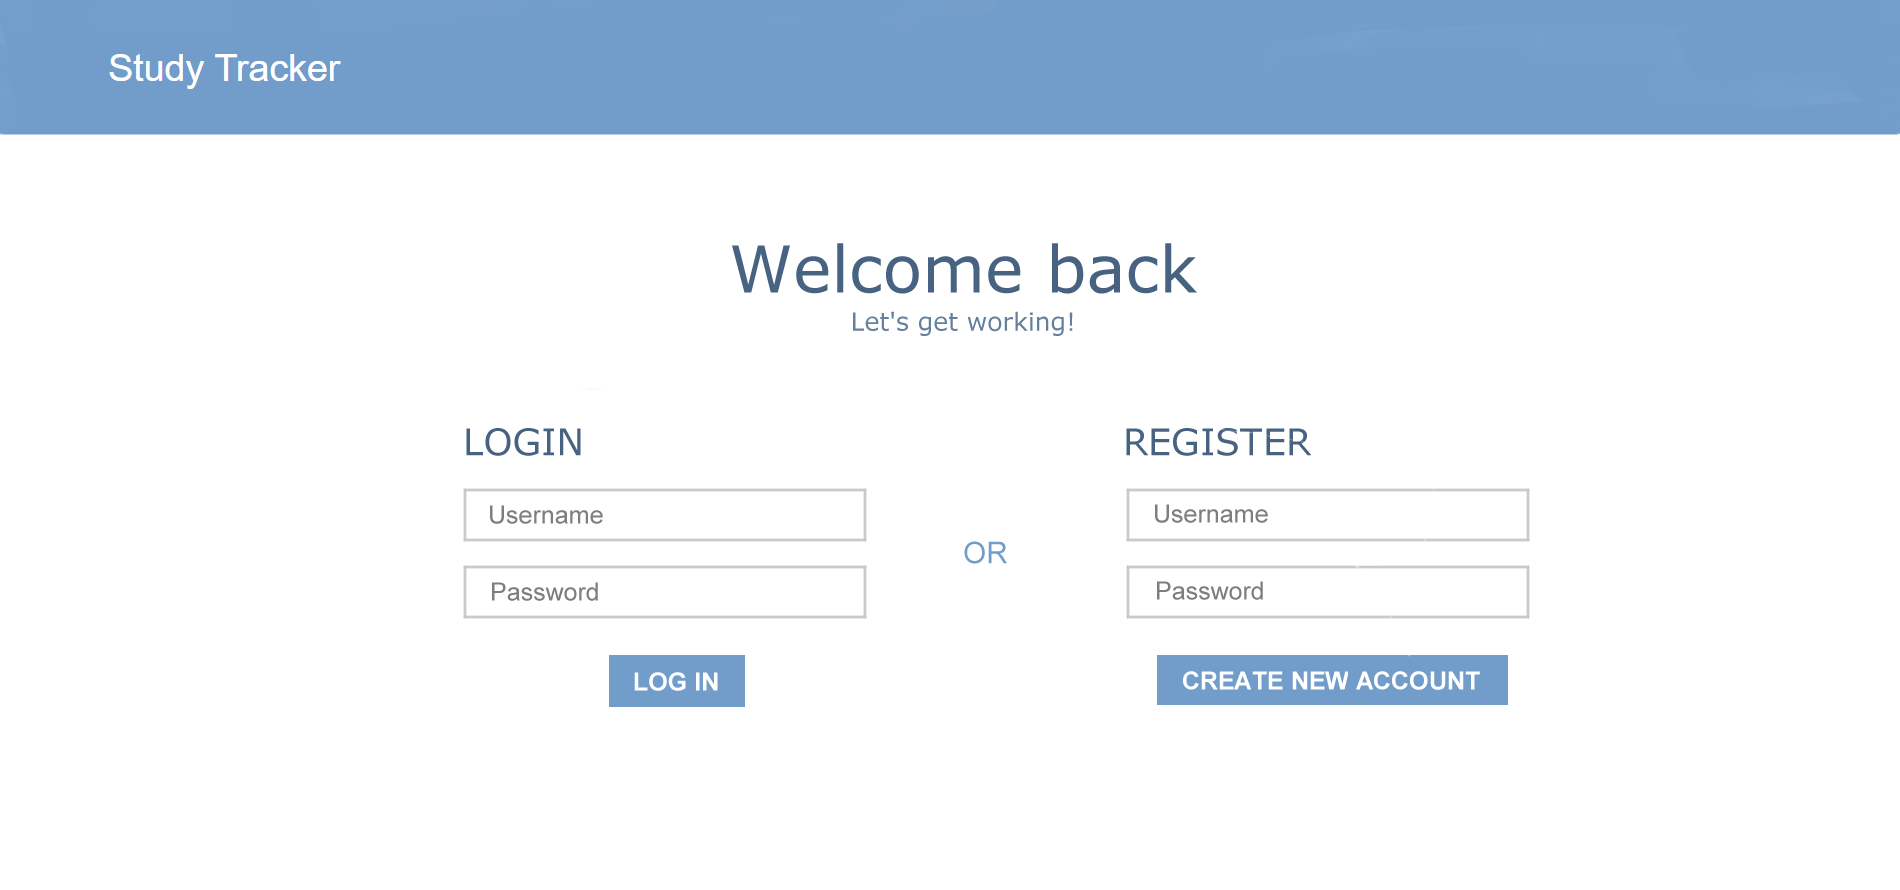 Study Tracker
Welcome back
Let's get working!
LOGIN
Username
Password
LOG IN
OR
REGISTER
Username
Password
CREATE NEW ACCOUNT